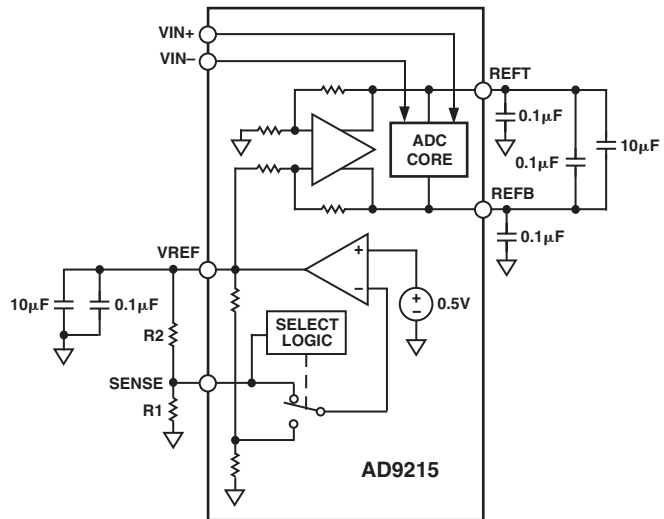 VIN+
VIN–
REFT
0.1µF
ADC
CORE
0.1µF
10µF
REFB
0.1µF
VREF
+
–
+
–
0.5V
10µF
0.1µF
R2
SELECT
LOGIC
SENSE
R1
AD9215